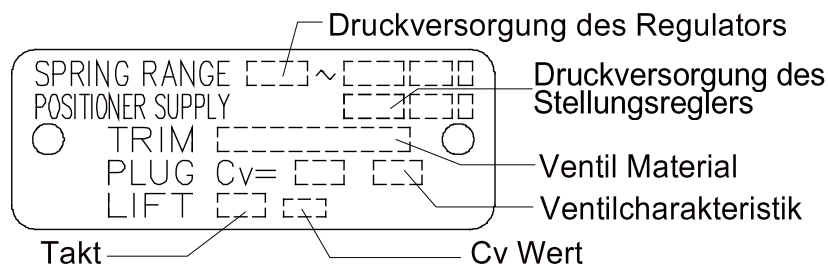 Druckversorgung des Regulators
SPRING RANGE ~
Druckversorgung des
Stellungsreglers
POSITIONER SUPPLY
TRIM
Ventil Material
PLUG Cv=
Ventilcharakteristik
LIFT
Takt
Cv Wert